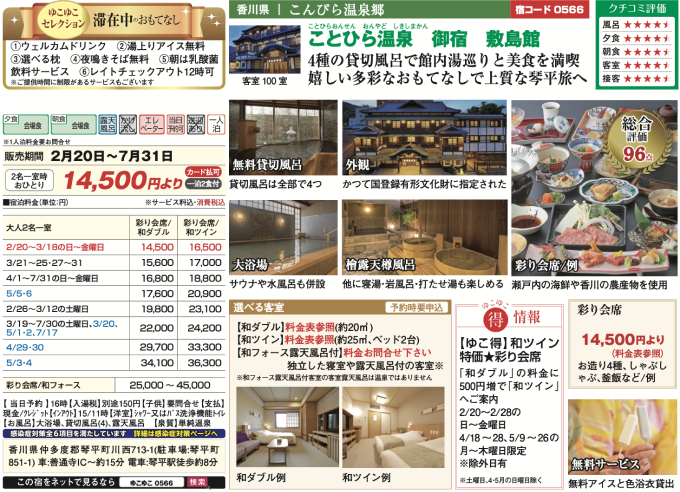 ゆこゆこセレクション 滞在中のおもてなし
①ウェルカムドリンク ②湯上りアイス無料
③選べる枕 ④夜鳴きそば無料 ⑤朝は乳酸菌
飲料サービス ⑥レイトチェックアウト12時可
※ご提供時間に制限があるサービスもございます
香川県 | こんぴら温泉郷
宿コード0566
ことひらおんせん おんやど しきしまかん
ことひら温泉 御宿 敷島館
4種の貸切風呂で館内湯巡りと美食を満喫
嬉しい多彩なおもてなしで上質な琴平旅へ
客室100室
クチコミ評価
風呂 ★★★★★
夕食 ★★★★★
朝食 ★★★★★
客室 ★★★★★
接客 ★★★★★
夕食 会場食
朝食 会場食
露天風呂
かけ流し
エレベーター
当日予約可
送迎あり
一人泊
※1人泊料金要お問合せ
販売期間 2月20日〜7月31日
2名一室時おひとり 14,500円より
カード払可
一泊2食付
■宿泊料金(単位:円) ※サービス料込・消費税込
大人2名一室 彩り会席/和ダブル 彩り会席/和ツイン
2/20〜3/18の日〜金曜日 14,500 16,500
3/21〜25・27〜31 15,600 17,000
4/1〜7/31の日〜金曜日 16,800 18,800
5/5・6 17,600 20,900
2/26〜3/12の土曜日 19,800 23,100
3/19〜7/30の土曜日、3/20、5/1・2、7/17 22,000 24,200
4/29・30 29,700 33,300
5/3・4 34,100 36,300
彩り会席/和フォース 25,000 〜 45,000
【当日予約】16時【入湯税】別途150円【子供】要問合せ【支払】
現金/クレジット【イン/アウト】15/11時【洋室】シャワー又はバス洗浄機能トイレ
【お風呂】大浴場、貸切風呂(4)、露天風呂 【泉質】単純温泉
感染症対策全6項目を満たしています 詳細は感染症対策ページへ
香川県仲多度郡琴平町川西713-1(駐車場:琴平町
851-1) 車:善通寺IC〜約15分 電車:琴平駅徒歩約8分
この宿をネットで見るなら ゆこゆこ 0566 検索
無料貸切風呂
貸切風呂は全部で4つ
外観
かつて国登録有形文化財に指定された
総合評価 96点
大浴場
サウナや水風呂も併設
檜露天樽風呂
他に寝湯・岩風呂・打たせ湯も楽しめる
彩り会席/例
瀬戸内の海鮮や香川の農産物を使用
選べる客室 予約時要申込
【和ダブル】料金表参照(約20㎡)
【和ツイン】料金表参照(約25㎡、ベッド2台)
【和フォース露天風呂付】料金お問合せ下さい
独立した寝室や露天風呂付の客室※
※和フォース露天風呂付客室の客室露天風呂は温泉ではありません
和ダブル例
和ツイン例
ゆこゆこ
得情報
【ゆこ得】和ツイン
特価★彩り会席
「和ダブル」の料金に
500円増で「和ツイン」
へご案内
2/20〜2/28の
日〜金曜日
4/18〜28、5/9〜26の
月〜木曜日限定
※除外日有
※土曜日、4・5月の日曜日除く
彩り会席
14,500円より
(料金表参照)
お造り4種、しゃぶし
ゃぶ、釜飯など/例
無料サービス
無料アイスと色浴衣貸出